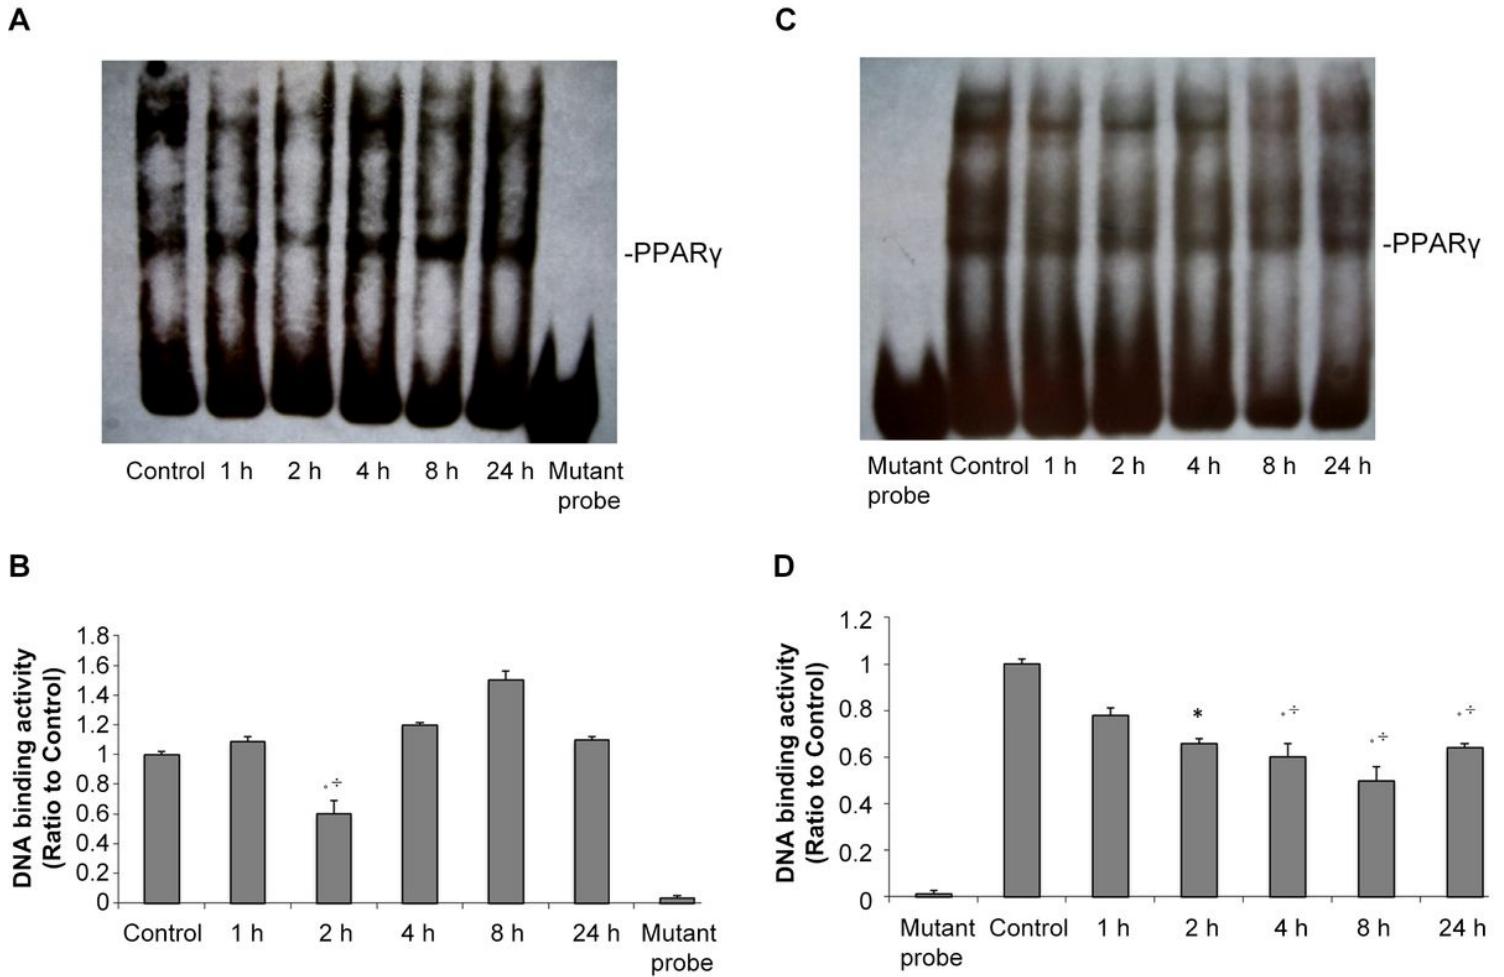 A
C
-PPARγ
-PPARγ
Control 1 h 2 h 4 h 8 h 24 h Mutant
probe
Mutant Control 1 h 2 h 4 h 8 h 24 h
probe
B
DNA binding activity
(Ratio to Control)
1.8
1.6
1.4
1.2
1
0.8
0.6
0.4
0.2
0
∘÷
Control 1 h 2 h 4 h 8 h 24 h Mutant
probe
D
DNA binding activity
(Ratio to Control)
1.2
1
0.8
0.6
0.4
0.2
0
*
∘÷
∘÷
∘÷
Mutant Control 1 h 2 h 4 h 8 h 24 h
probe